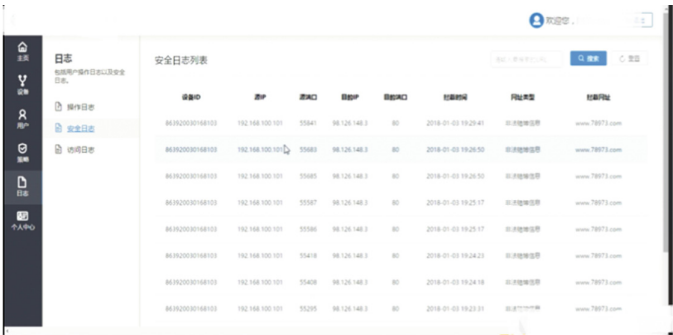 欢迎您,
主页
设备
用户
策略
日志
个人中心
日志
包括用户操作日志以及安全
日志。
操作日志
安全日志
访问日志
安全日志列表
搜索
重置
设备ID 源IP 源端口 目的IP 目的端口 拦截时间 网址类型 拦截网址
863920030168103 192.168.100.101 55841 98.126.148.3 80 2018-01-03 19:29:41 www.78973.com
863920030168103 192.168.100.101 55683 98.126.148.3 80 2018-01-03 19:26:50 www.78973.com
863920030168103 192.168.100.101 55685 98.126.148.3 80 2018-01-03 19:26:50 www.78973.com
863920030168103 192.168.100.101 55587 98.126.148.3 80 2018-01-03 19:25:17 www.78973.com
863920030168103 192.168.100.101 55586 98.126.148.3 80 2018-01-03 19:25:17 www.78973.com
863920030168103 192.168.100.101 55418 98.126.148.3 80 2018-01-03 19:24:23 www.78973.com
863920030168103 192.168.100.101 55408 98.126.148.3 80 2018-01-03 19:24:18 www.78973.com
863920030168103 192.168.100.101 55295 98.126.148.3 80 2018-01-03 19:23:31 www.78973.com